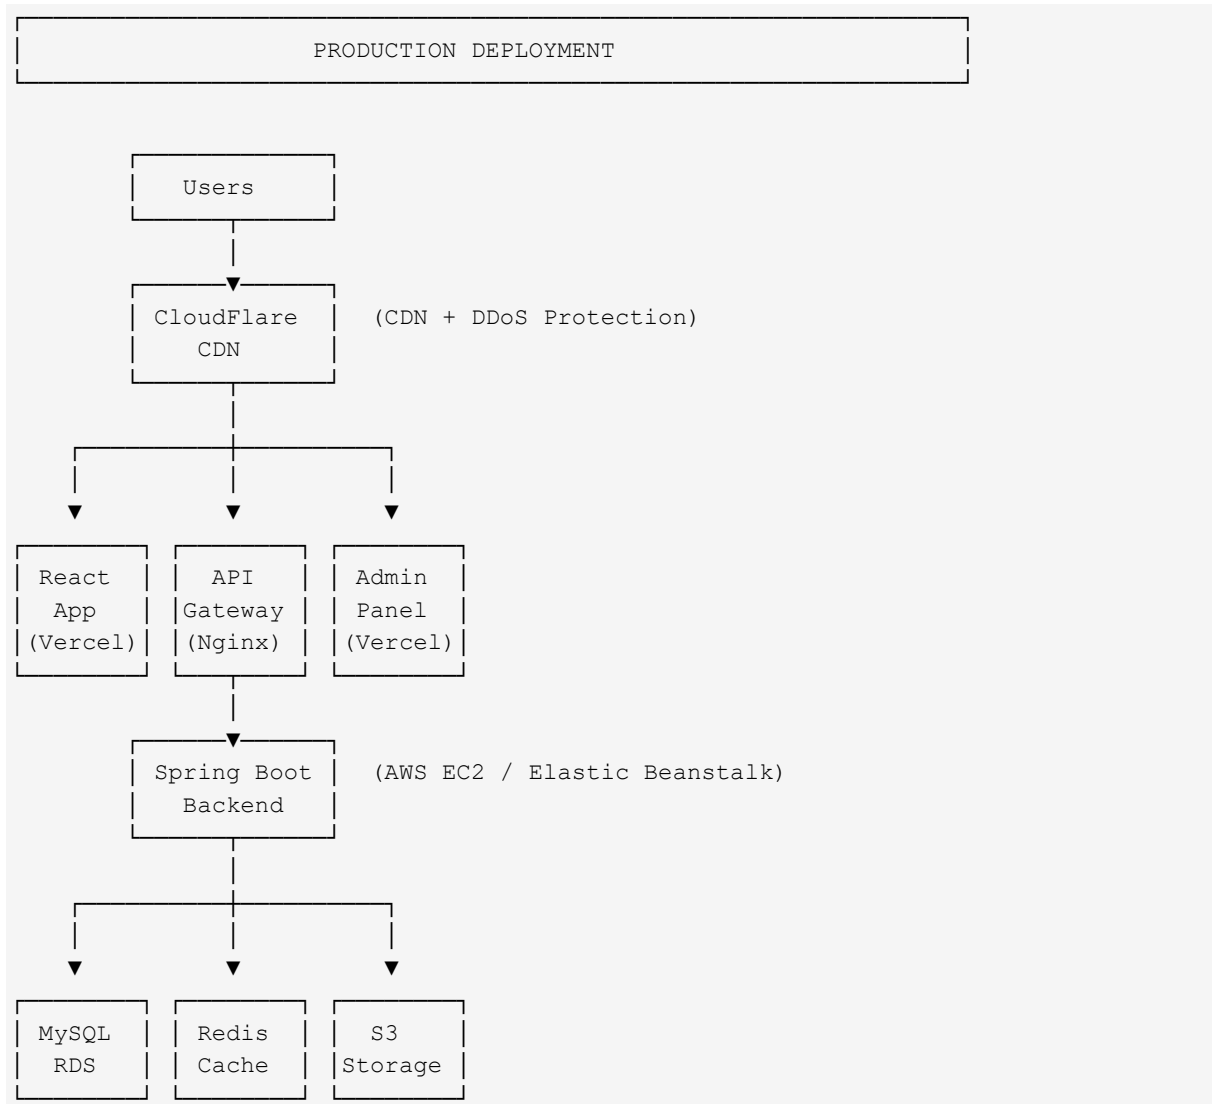 PRODUCTION DEPLOYMENT
Users
CloudFlare
CDN
(CDN + DDoS Protection)
React
App
(Vercel)
API
Gateway
(Nginx)
Admin
Panel
(Vercel)
Spring Boot
Backend
(AWS EC2 / Elastic Beanstalk)
MySQL
RDS
Redis
Cache
S3
Storage